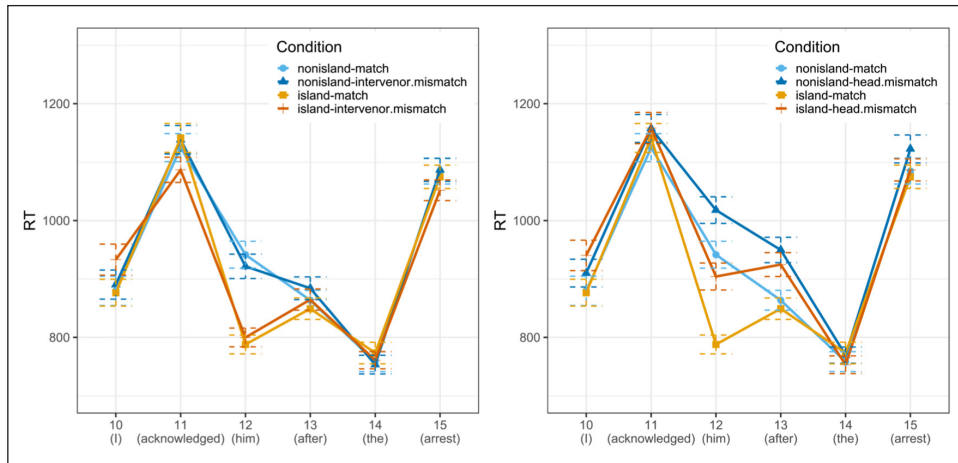 Condition
nonisland-match
nonisland-intervenor.mismatch
island-match
island-intervenor.mismatch
1200
1000
800
RT
10 11 12 13 14 15
(I) (acknowledged) (him) (after) (the) (arrest)
Condition
nonisland-match
nonisland-head.mismatch
island-match
island-head.mismatch
1200
1000
800
RT
10 11 12 13 14 15
(I) (acknowledged) (him) (after) (the) (arrest)